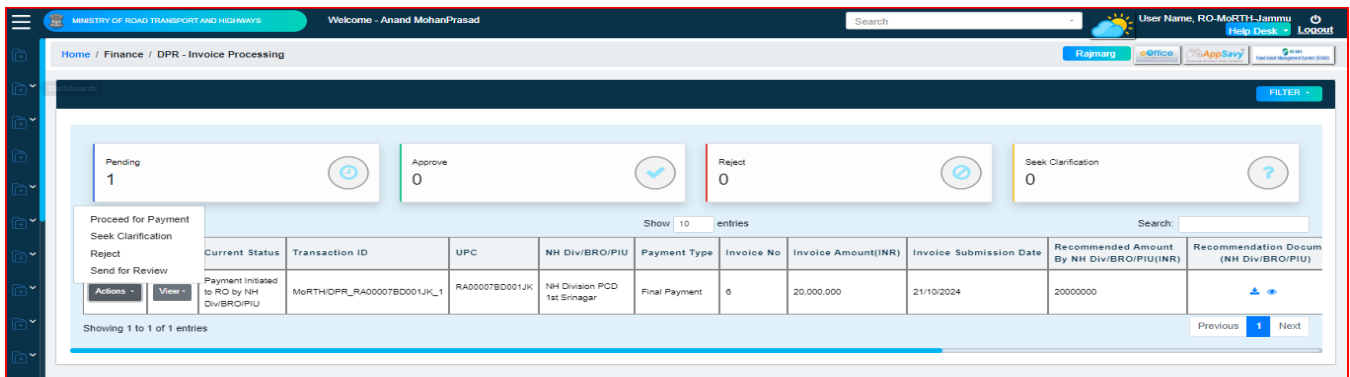 MINISTRY OF ROAD TRANSPORT AND HIGHWAYS
Welcome - Anand MohanPrasad
Search
User Name, RO-MoRTH-Jammu
Help Desk
Logout
Home / Finance / DPR - Invoice Processing
Rajmarg
eOffice
AppSavy
Dashboards
FILTER
Pending
1
Approve
0
Reject
0
Seek Clarification
0
Proceed for Payment
Seek Clarification
Reject
Send for Review
Show 10 entries
Search:
Current Status
Transaction ID
UPC
NH Div/BRO/PIU
Payment Type
Invoice No
Invoice Amount(INR)
Invoice Submission Date
Recommended Amount
By NH Div/BRO/PIU(INR)
Recommendation Docum
(NH Div/BRO/PIU)
Actions
View
Payment Initiated
to RO by NH
Div/BRO/PIU
MoRTH/DPR_RA00007BD001JK_1
RA00007BD001JK
NH Division PCD
1st Srinagar
Final Payment
6
20,000,000
21/10/2024
20000000
Showing 1 to 1 of 1 entries
Previous 1 Next